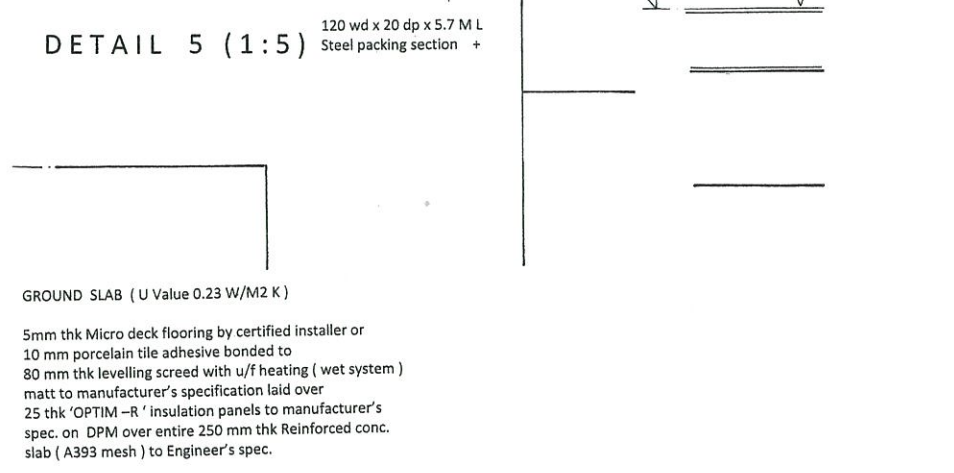 120 wd x 20 dp x 5.7 M L
DETAIL 5 (1:5) Steel packing section +
GROUND SLAB ( U Value 0.23 W/M2 K )
5mm thk Micro deck flooring by certified installer or
10 mm porcelain tile adhesive bonded to
80 mm thk levelling screed with u/f heating ( wet system )
matt to manufacturer's specification laid over
25 thk 'OPTIM –R ' insulation panels to manufacturer's
spec. on DPM over entire 250 mm thk Reinforced conc.
slab ( A393 mesh ) to Engineer's spec.